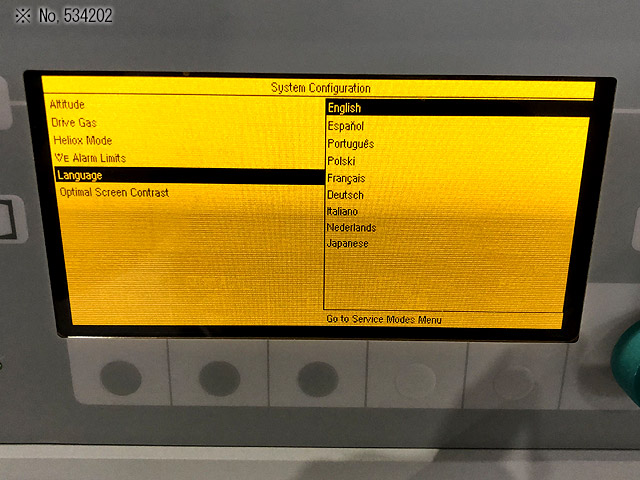 ※ No, 534202
System Configuration
Altitude
Drive Gas
Heliox Mode
V̇E Alarm Limits
Language
Optimal Screen Contrast
English
Español
Português
Polski
Français
Deutsch
Italiano
Nederlands
Japanese
Go to Service Modes Menu